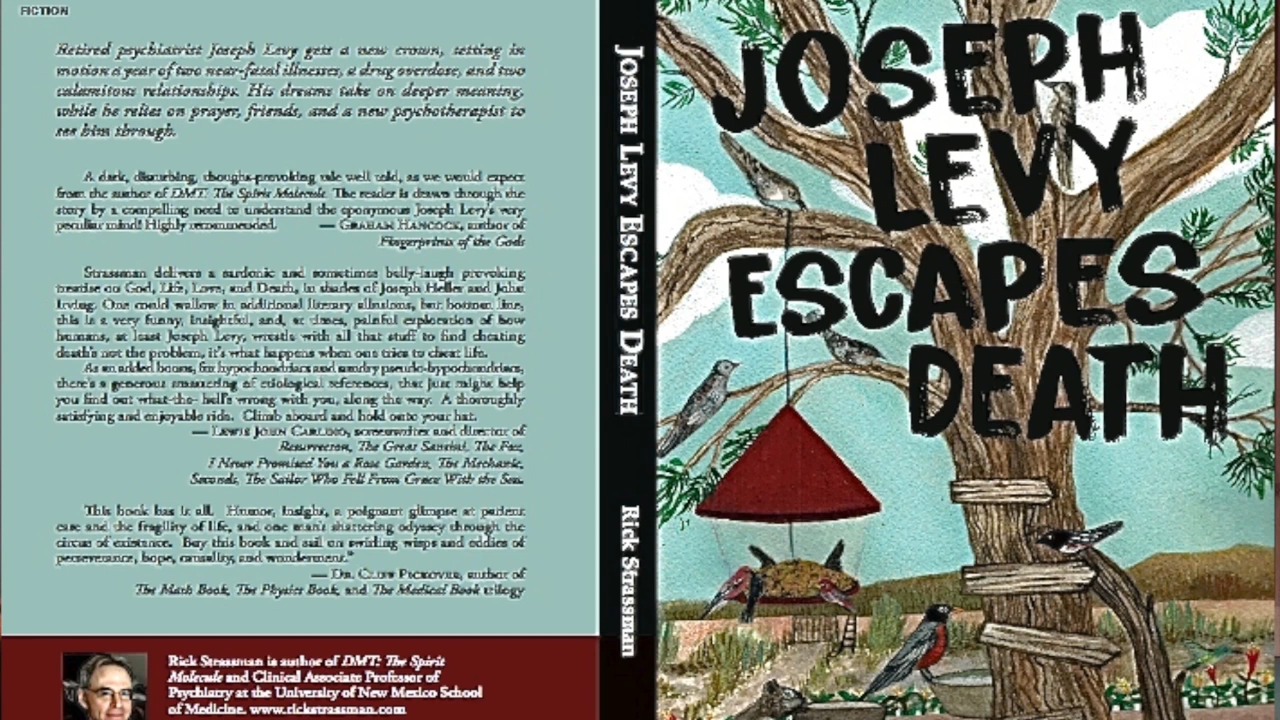 FICTION
Retired psychiatrist Joseph Levy gets a new crown, setting in
motion a year of two near-fatal illnesses, a drug overdose, and two
calamitous relationships. His dreams take on deeper meaning,
while he relies on prayer, friends, and a new psychotherapist to
see him through.
A dark, disturbing, thought-provoking tale well told, as we would expect
from the author of DMT: The Spirit Molecule. The reader is drawn through the
story by a compelling need to understand the eponymous Joseph Levy's very
peculiar mind! Highly recommended. — GRAHAM HANCOCK, author of
Fingerprints of the Gods
Strassman delivers a sardonic and sometimes belly-laugh provoking
treatise on God, Life, Love, and Death, in shades of Joseph Heller and John
Irving. One could wallow in additional literary allusions, but bottom line,
this is a very funny, insightful, and, at times, painful exploration of how
humans, at least Joseph Levy, wrestle with all that stuff to find cheating
death's not the problem, it's what happens when one tries to cheat life.
As an added bonus, for hypochondriacs and sundry pseudo-hypochondriacs,
there's a generous smattering of etiological references, that just might help
you find out what-the- hell's wrong with you, along the way. A thoroughly
satisfying and enjoyable ride. Climb aboard and hold onto your hat.
— LEWIS JOHN CARLINO, screenwriter and director of
Resurrection, The Great Santini, The Fox,
I Never Promised You a Rose Garden, The Mechanic,
Seconds, The Sailor Who Fell From Grace With the Sea.
This book has it all. Humor, insight, a poignant glimpse at patient
care and the fragility of life, and one man's shattering odyssey through the
circus of existence. Buy this book and sail on swirling wisps and eddies of
perseverance, hope, causality, and wonderment."
— DR. CLIFF PICKOVER, author of
The Math Book, The Physics Book, and The Medical Book trilogy
Rick Strassman is author of DMT: The Spirit
Molecule and Clinical Associate Professor of
Psychiatry at the University of New Mexico School
of Medicine. www.rickstrassman.com
JOSEPH LEVY ESCAPES DEATH
Rick Strassman
JOSEPH
LEVY
ESCAPES
DEATH